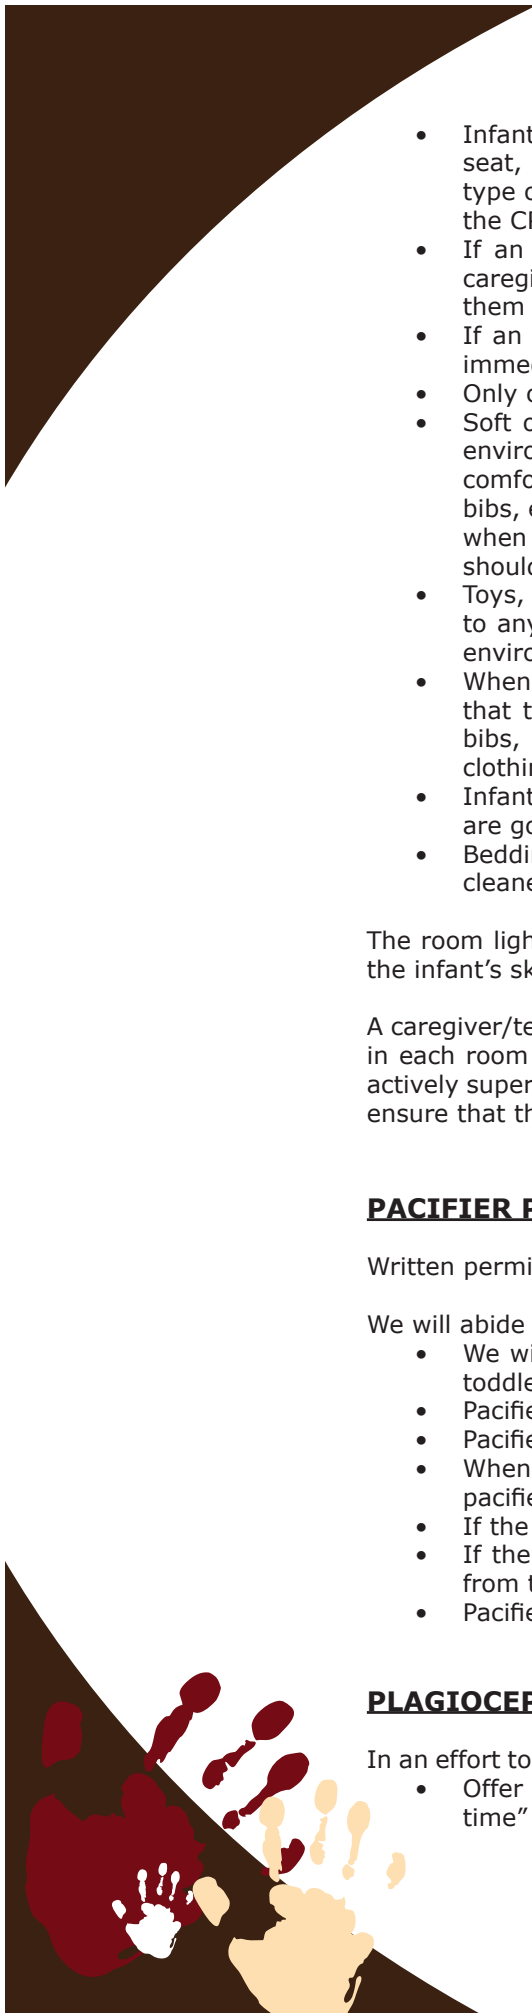 • Infant
seat,
type o
the C
• If an
caregi
them
• If an
imme
• Only
• Soft
enviro
comfo
bibs,
when
should
• Toys,
to any
enviro
• When
that t
bibs,
clothi
• Infant
are go
• Beddi
cleane
The room ligh
the infant’s sk
A caregiver/te
in each room
actively super
ensure that th
PACIFIER P
Written permi
We will abide
• We wi
toddle
• Pacifie
• Pacifie
• When
pacifie
• If the
• If the
from t
• Pacifie
PLAGIOCEP
In an effort to
• Offer
time”